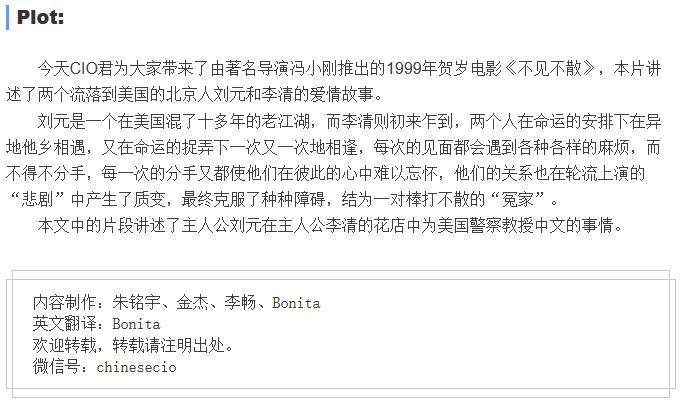 Plot:
今天CIO君为大家带来了由著名导演冯小刚推出的1999年贺岁电影《不见不散》，本片讲
述了两个流落到美国的北京人刘元和李清的爱情故事。
刘元是一个在美国混了十多年的老江湖，而李清则初来乍到，两个人在命运的安排下在异
地他乡相遇，又在命运的捉弄下一次又一次地相逢，每次的见面都会遇到各种各样的麻烦，而
不得不分手，每一次的分手又都使他们在彼此的心中难以忘怀，他们的关系也在轮流上演的
“悲剧”中产生了质变，最终克服了种种障碍，结为一对棒打不散的“冤家”。
本文中的片段讲述了主人公刘元在主人公李清的花店中为美国警察教授中文的事情。
内容制作：朱铭宇、金杰、李畅、Bonita
英文翻译：Bonita
欢迎转载，转载请注明出处。
微信号：chinesecio